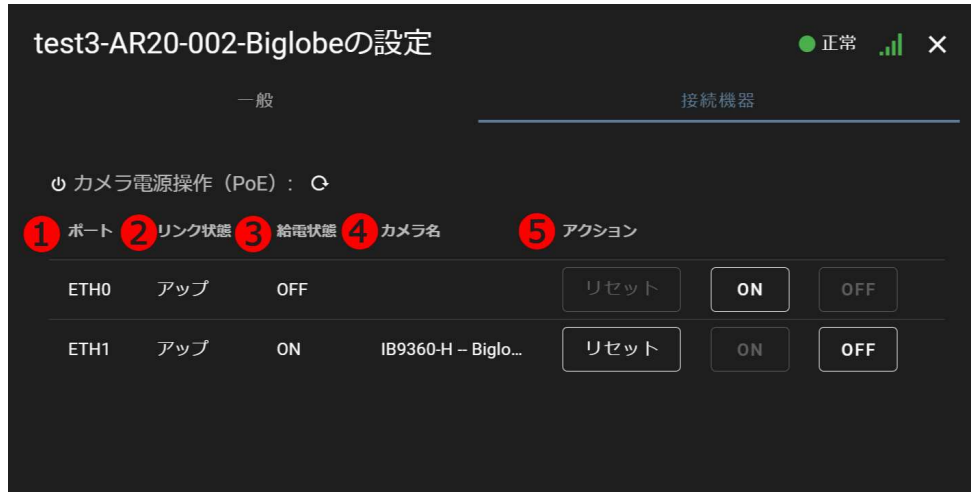 test3-AR20-002-Biglobeの設定 正常
一般 接続機器
カメラ電源操作（PoE）:
1 ポート 2 リンク状態 3 給電状態 4 カメラ名 5 アクション
ETH0 アップ OFF リセット ON OFF
ETH1 アップ ON IB9360-H -- Biglo... リセット ON OFF